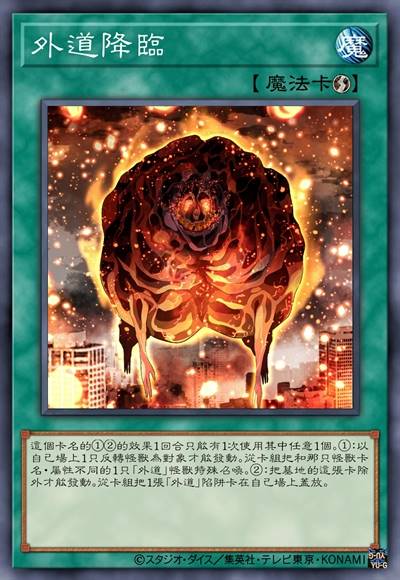 外道降臨
魔
【魔法卡】
這個卡名的①②的效果1回合只能有1次使用其中任意1個。①:以
自己場上1只反轉怪獸為對象才能發動。從卡組把和那只怪獸卡
名·屬性不同的1只「外道」怪獸特殊召喚。②:把墓地的這張卡除
外才能發動。從卡組把1張「外道」陷阱卡在自己場上蓋放。
©スタジオ・ダイス/集英社・テレビ東京・KONAMI